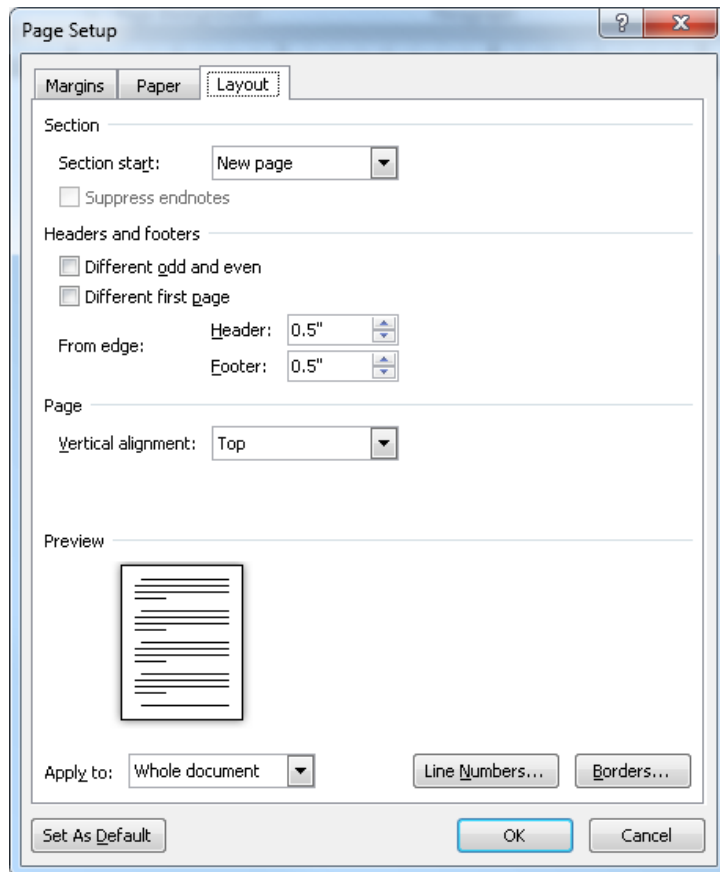 Page Setup
Margins Paper Layout
Section
Section start: New page
Suppress endnotes
Headers and footers
Different odd and even
Different first page
From edge:
Header: 0.5"
Footer: 0.5"
Page
Vertical alignment: Top
Preview
Apply to: Whole document Line Numbers... Borders...
Set As Default OK Cancel